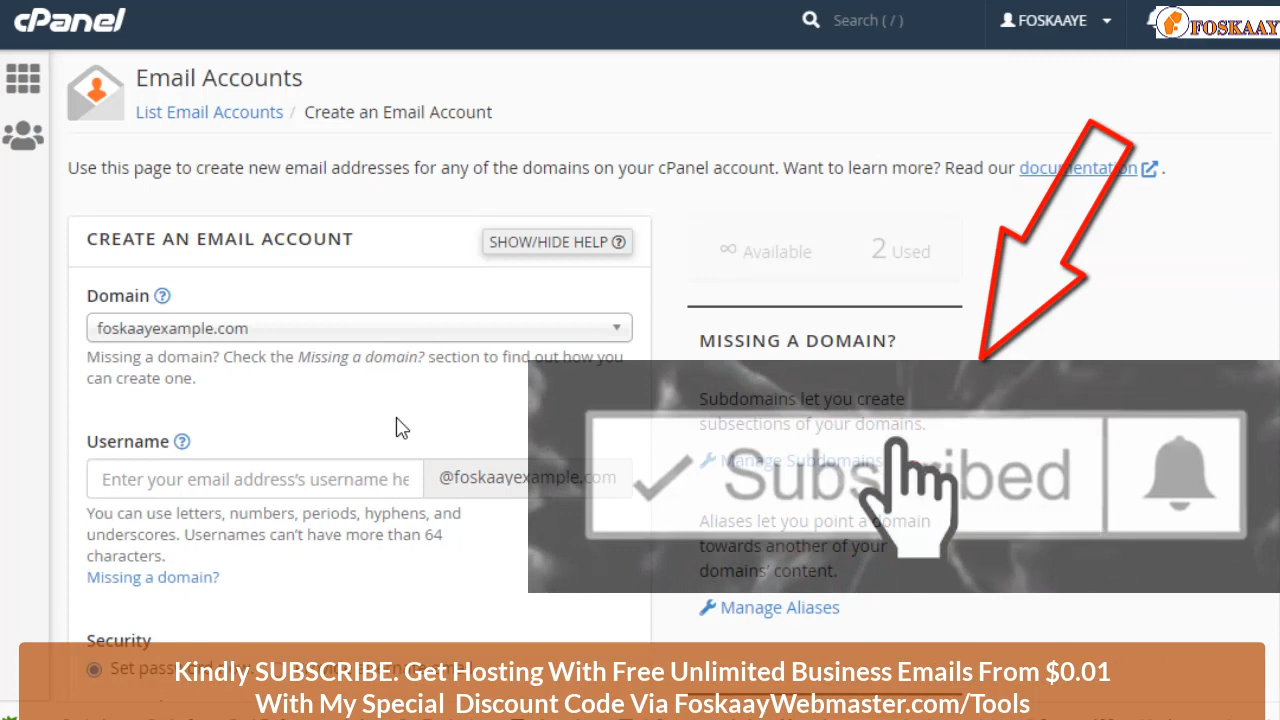 cPanel
Search ( / )
FOSKAAYE
FOSKAAY
Email Accounts
List Email Accounts / Create an Email Account
Use this page to create new email addresses for any of the domains on your cPanel account. Want to learn more? Read our documentation .
CREATE AN EMAIL ACCOUNT
SHOW/HIDE HELP
Domain
foskaayexample.com
Missing a domain? Check the Missing a domain? section to find out how you
can create one.
Username
Enter your email address's username he
@foskaayexample.com
You can use letters, numbers, periods, hyphens, and
underscores. Usernames can't have more than 64
characters.
Missing a domain?
Security
Set password now.
∞ Available
2 Used
MISSING A DOMAIN?
Subdomains let you create
subsections of your domains.
Manage Subdomains
Subscribed
Aliases let you point a domain
towards another of your
domains' content.
Manage Aliases
Kindly SUBSCRIBE. Get Hosting With Free Unlimited Business Emails From $0.01
With My Special Discount Code Via FoskaayWebmaster.com/Tools